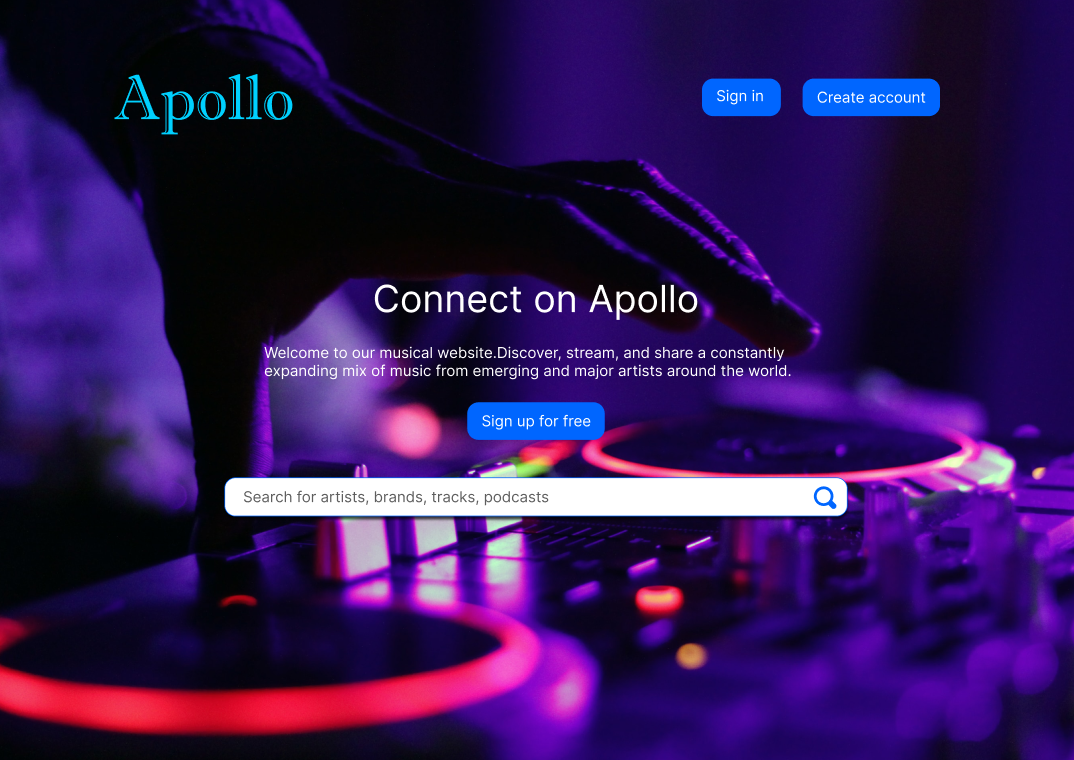 Apollo
Sign in
Create account
Connect on Apollo
Welcome to our musical website.Discover, stream, and share a constantly
expanding mix of music from emerging and major artists around the world.
Sign up for free
Search for artists, brands, tracks, podcasts